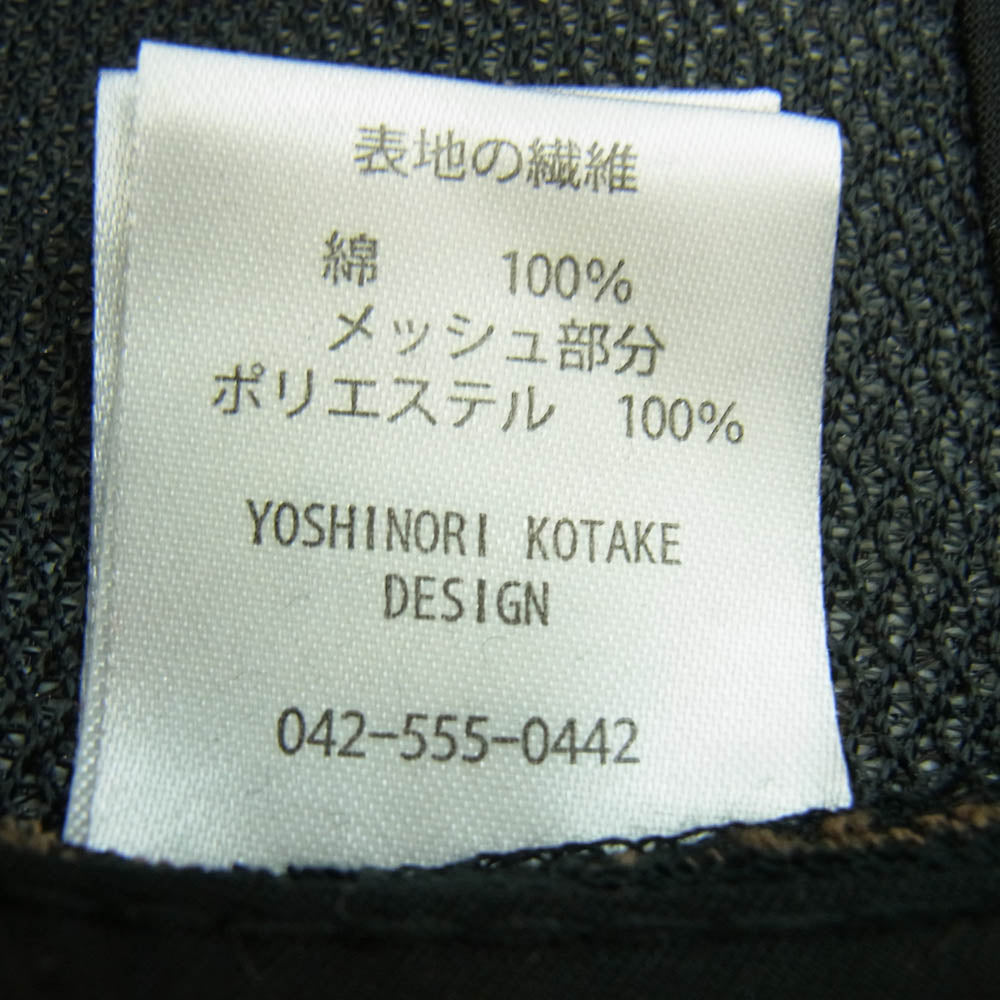 表地の繊維
綿 100%
メッシュ部分
ポリエステル 100%
YOSHINORI KOTAKE
DESIGN
042-555-0442